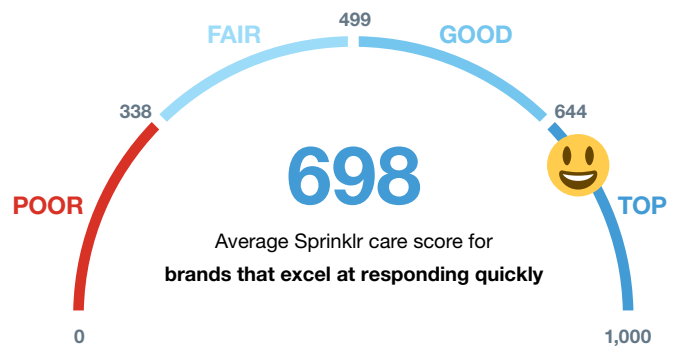 499
FAIR
GOOD
338
644
698
POOR
TOP
Average Sprinklr care score for
brands that excel at responding quickly
0
1,000